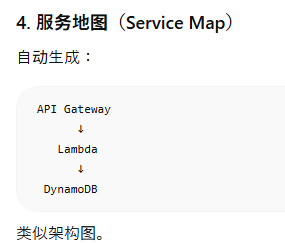 4. 服务地图（Service Map）
自动生成：
API Gateway
↓
Lambda
↓
DynamoDB
类似架构图。